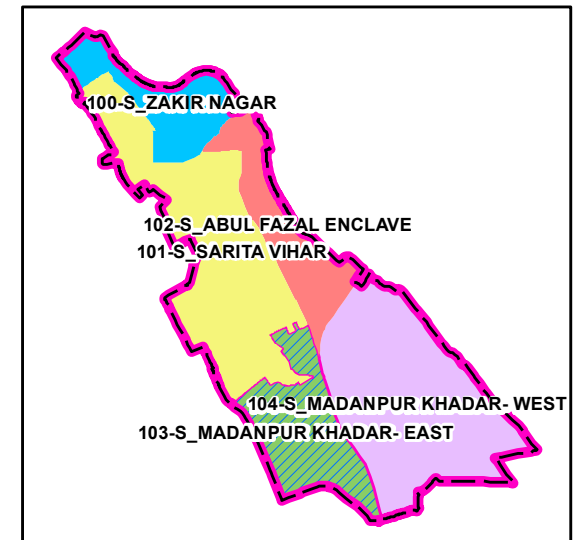 100-S_ZAKIR NAGAR
102-S_ABUL FAZAL ENCLAVE
101-S_SARITA VIHAR
104-S_MADANPUR KHADAR- WEST
103-S_MADANPUR KHADAR- EAST